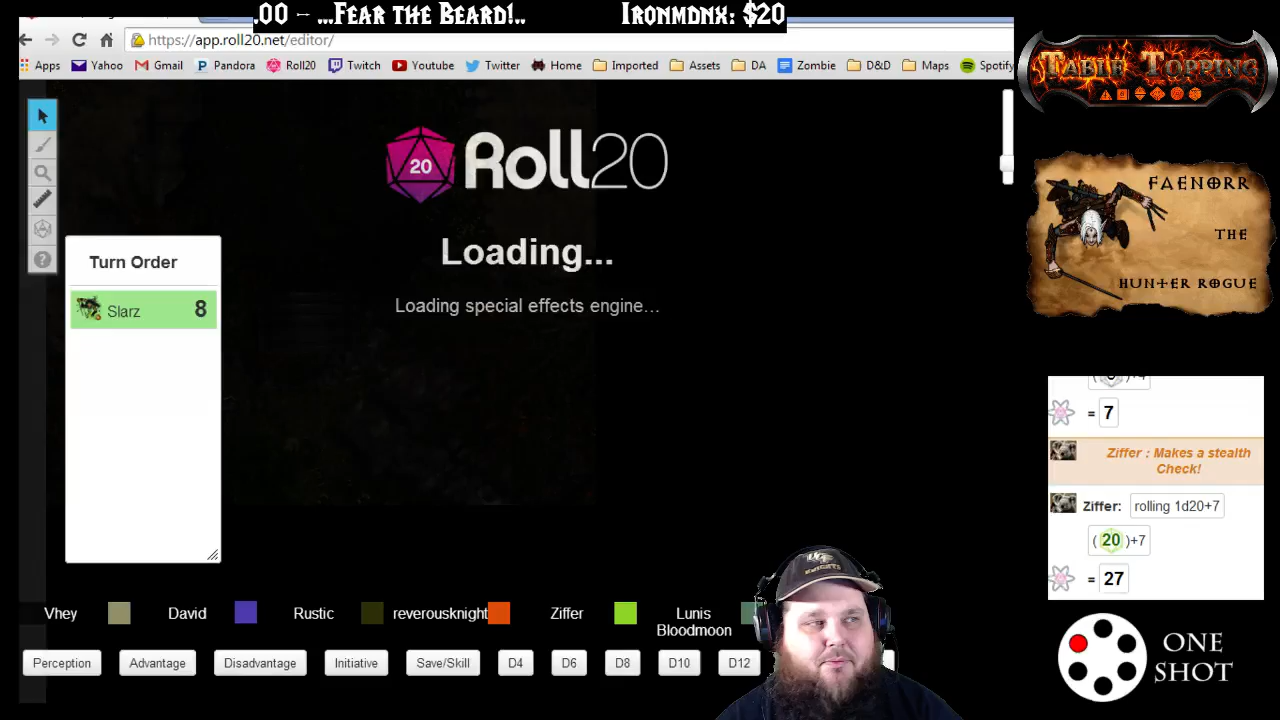 .00 – ...Fear the Beard!.. Ironmdnx: $20
https://app.roll20.net/editor/
Apps Yahoo Gmail Pandora Roll20 Twitch Youtube Twitter Home Imported Assets DA Zombie D&D Maps Spotify
Table Topping
20 Roll20
Loading...
Loading special effects engine...
Turn Order
Slarz 8
Faenorr
the
Hunter Rogue
= 7
Ziffer : Makes a stealth
Check!
Ziffer: rolling 1d20+7
(20)+7
= 27
Vhey David Rustic reverousknight Ziffer Lunis
Bloodmoon
Perception Advantage Disadvantage Initiative Save/Skill D4 D6 D8 D10 D12
KNIGHTS
ONE
SHOT